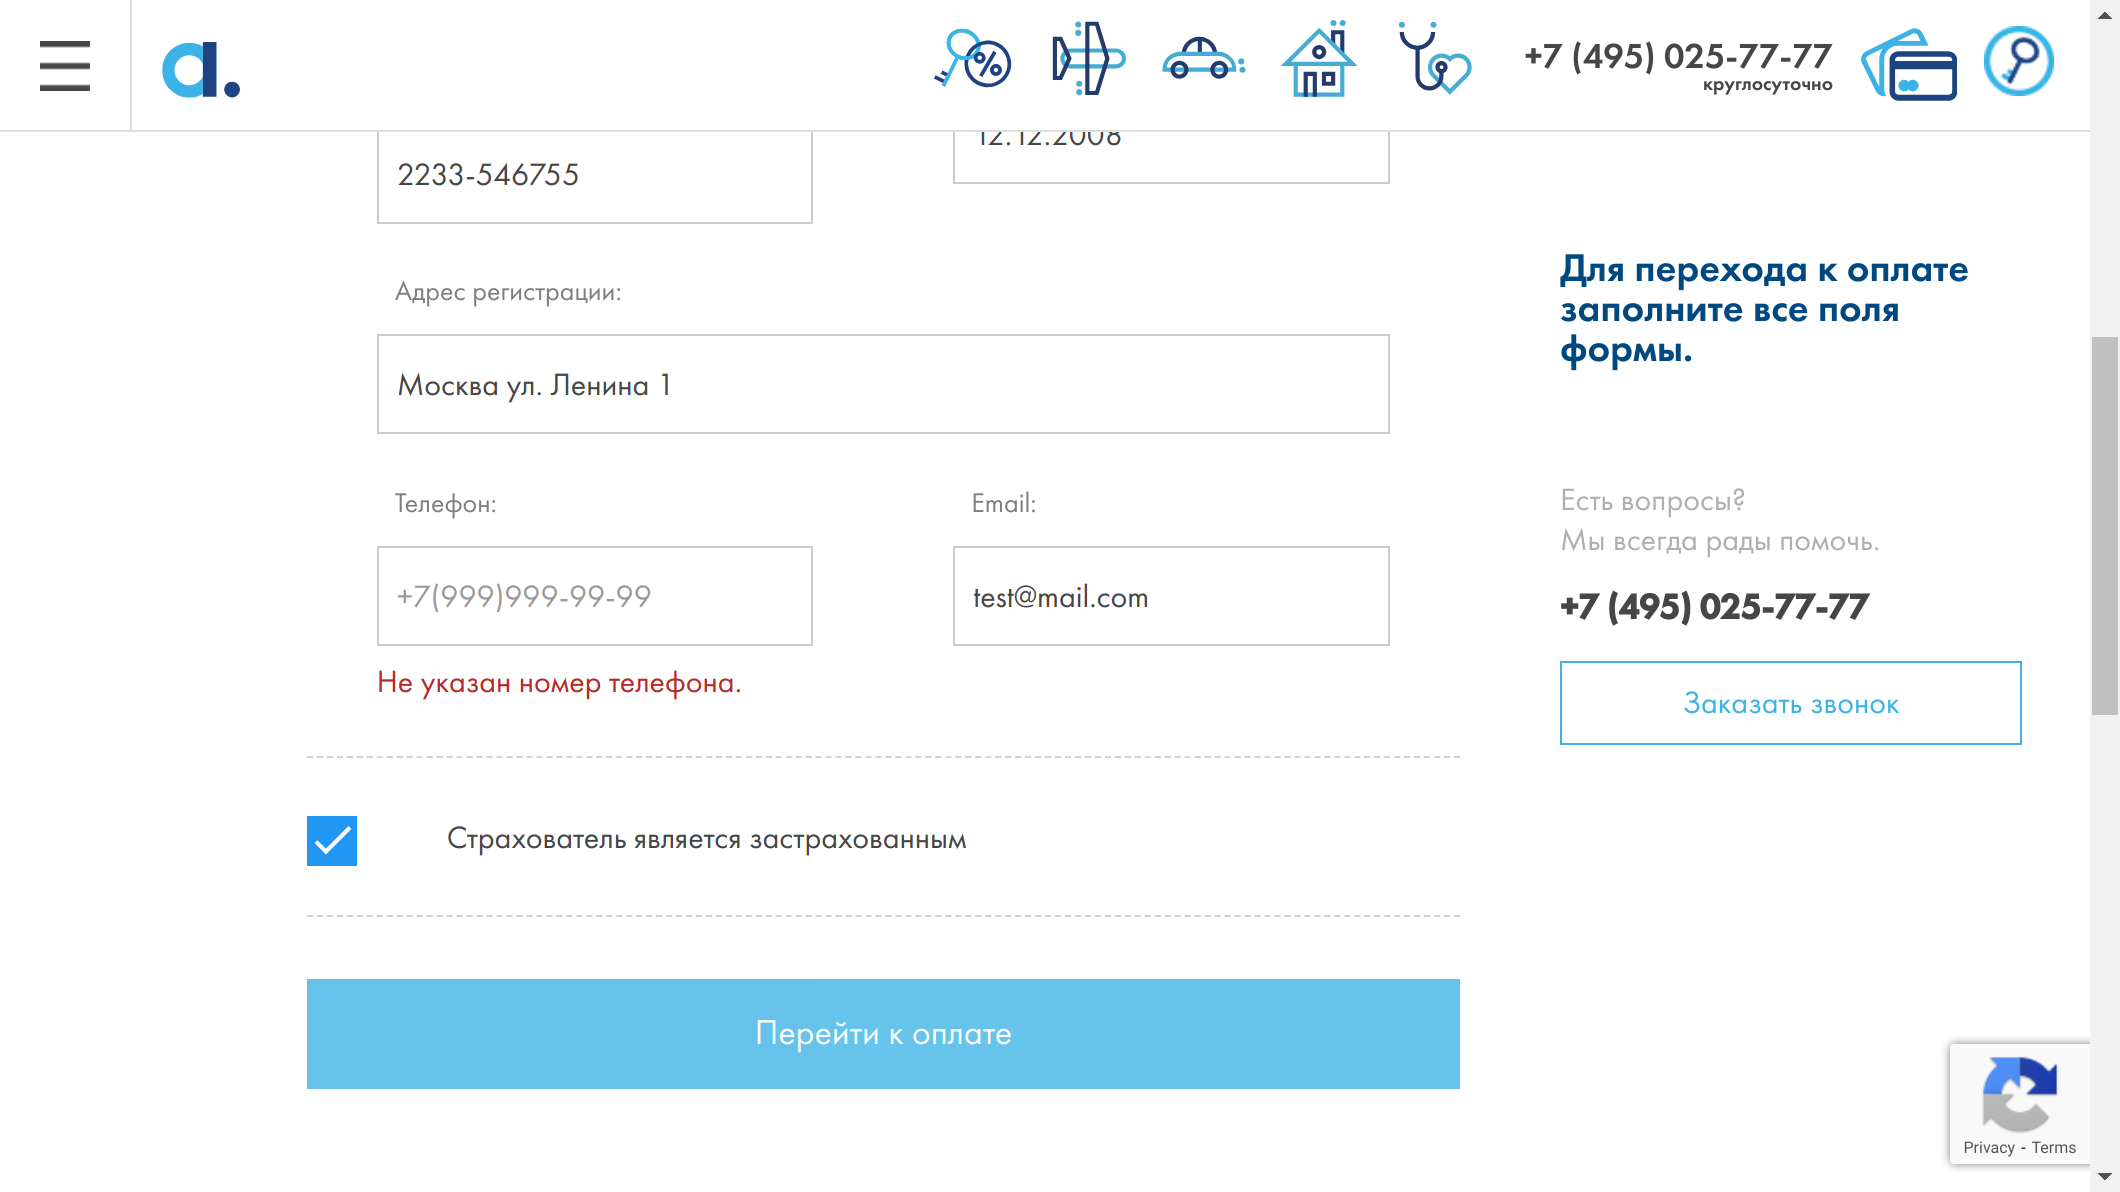 a.
%
+7 (495) 025-77-77
круглосуточно
2233-546755
12.12.2008
Адрес регистрации:
Москва ул. Ленина 1
Телефон:
Email:
+7(999)999-99-99
test@mail.com
Не указан номер телефона.
Страхователь является застрахованным
Перейти к оплате
Для перехода к оплате
заполните все поля
формы.
Есть вопросы?
Мы всегда рады помочь.
+7 (495) 025-77-77
Заказать звонок
Privacy - Terms